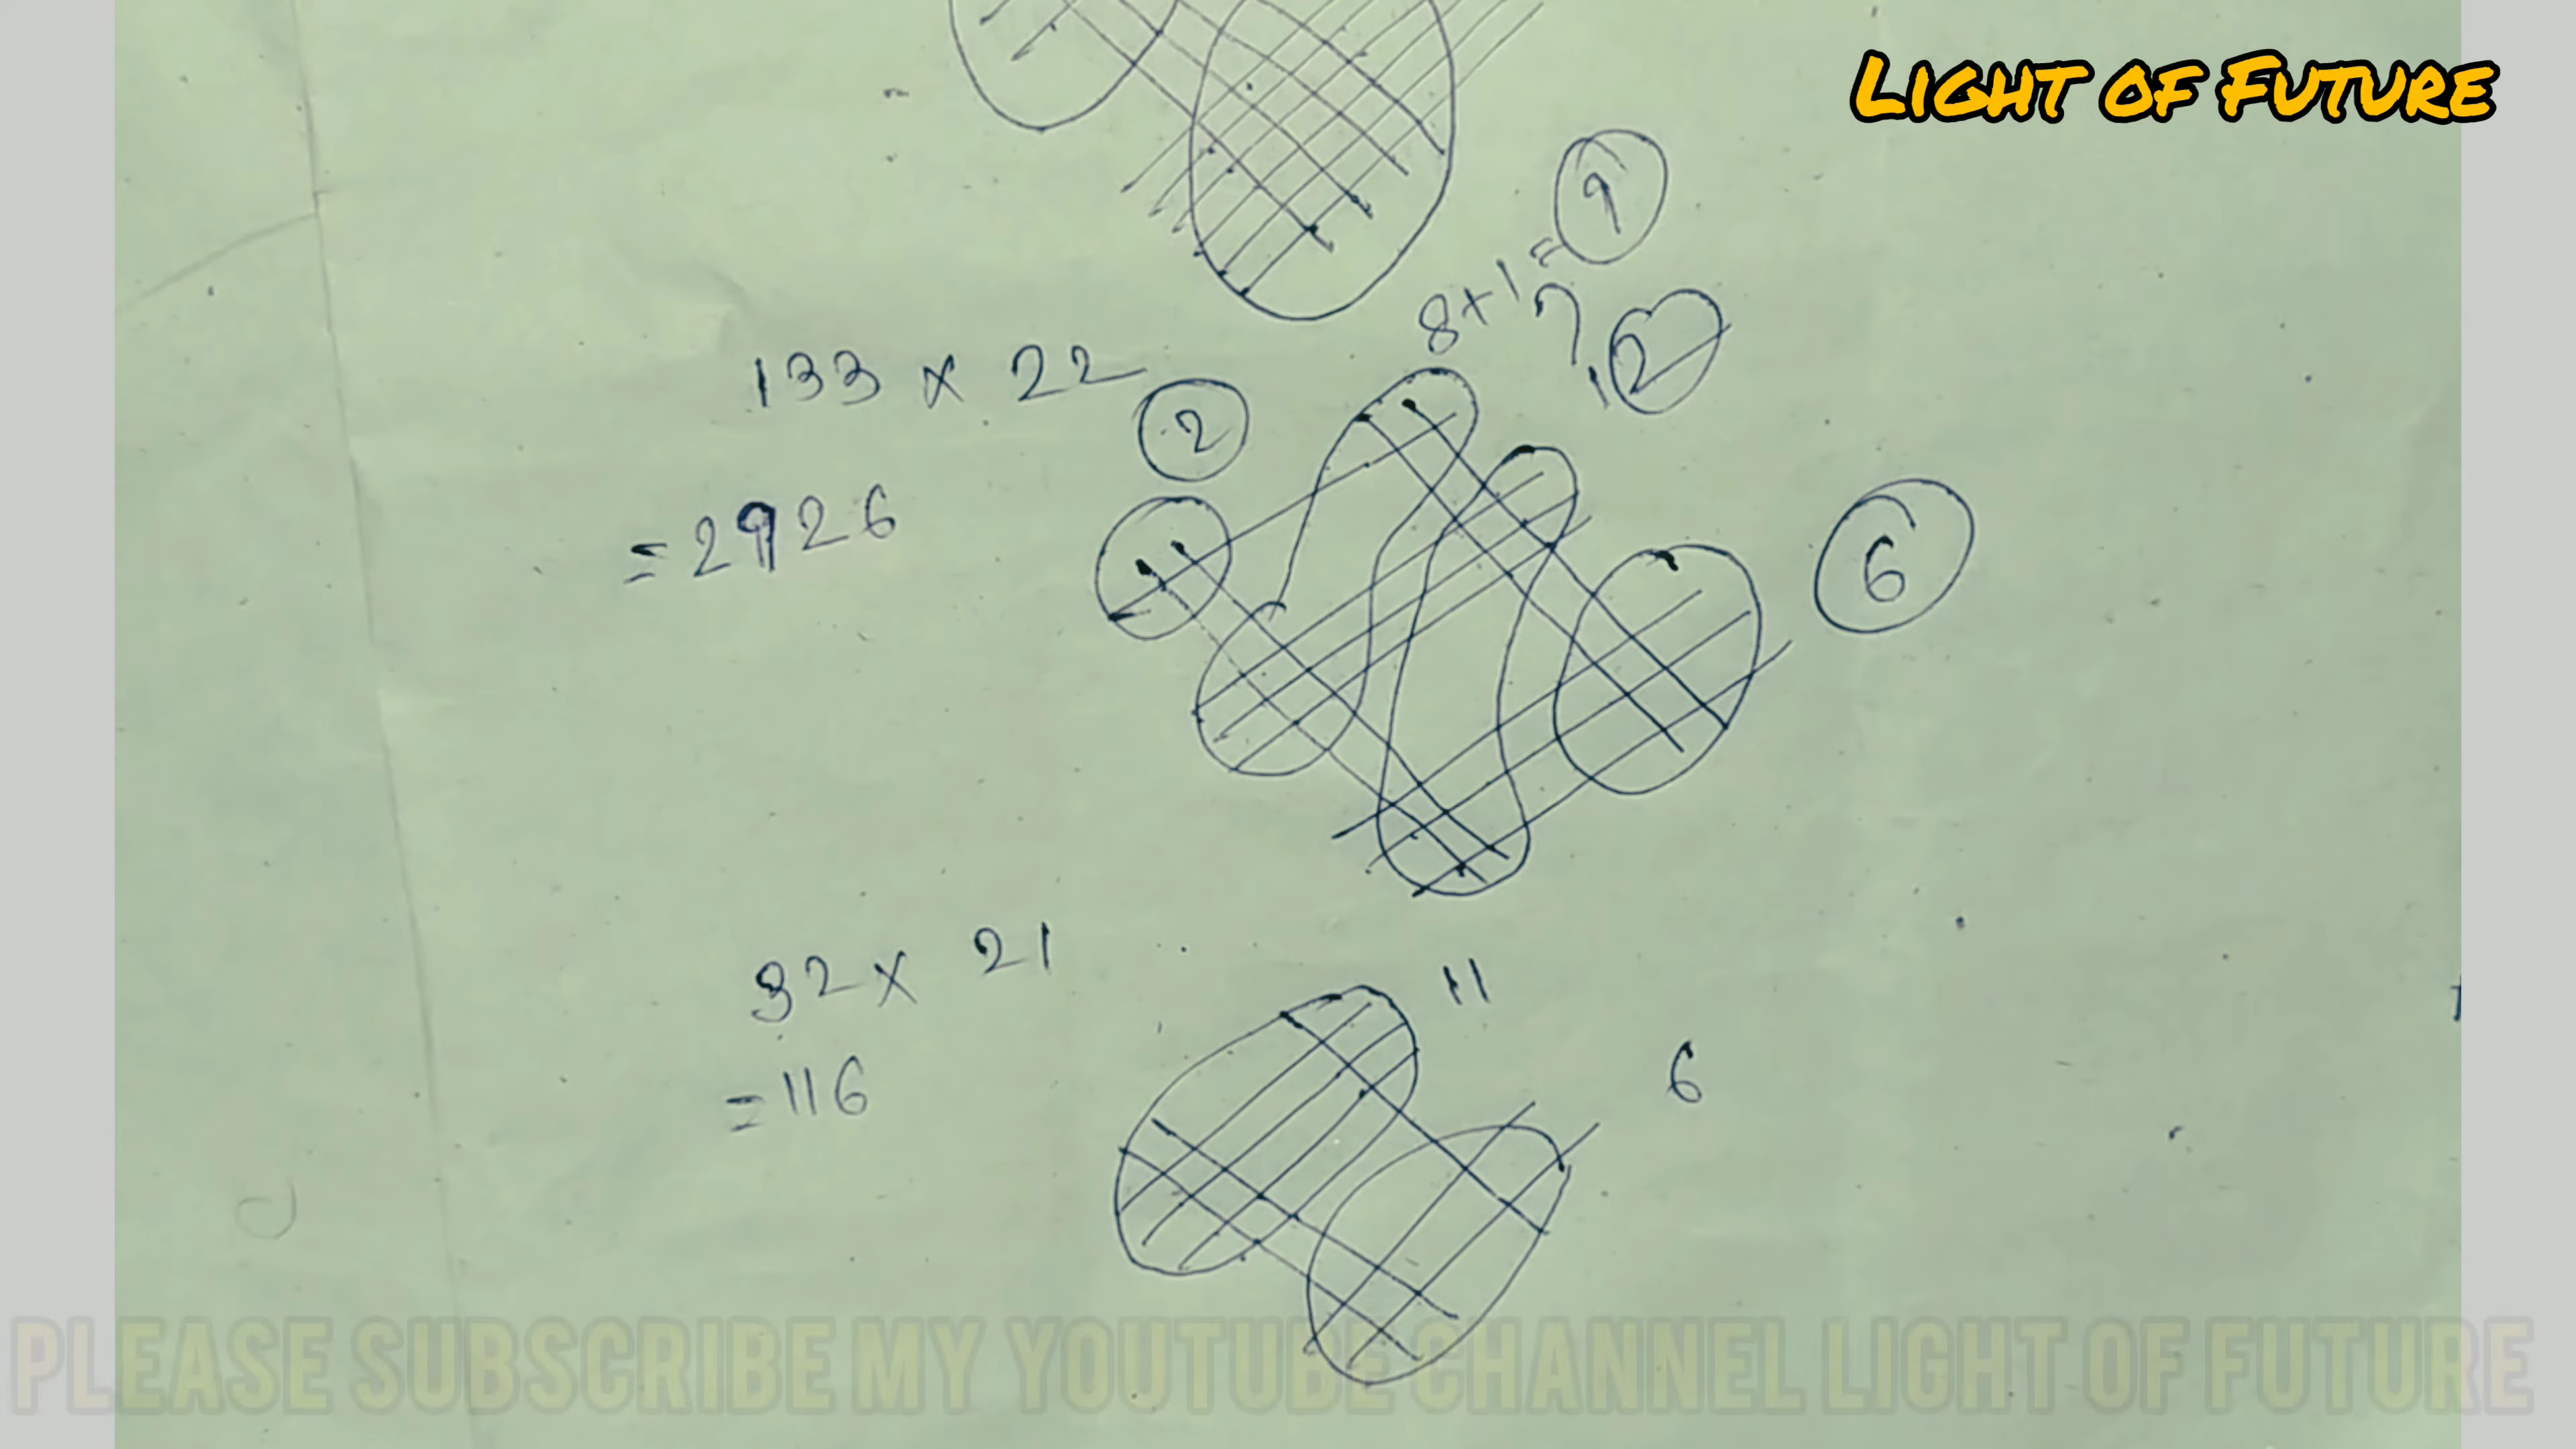 LIGHT OF FUTURE
9
8+1=
12
133 × 22
2
=2926
6
32 × 21
11
=116
6
PLEASE SUBSCRIBE MY YOUTUBE CHANNEL LIGHT OF FUTURE